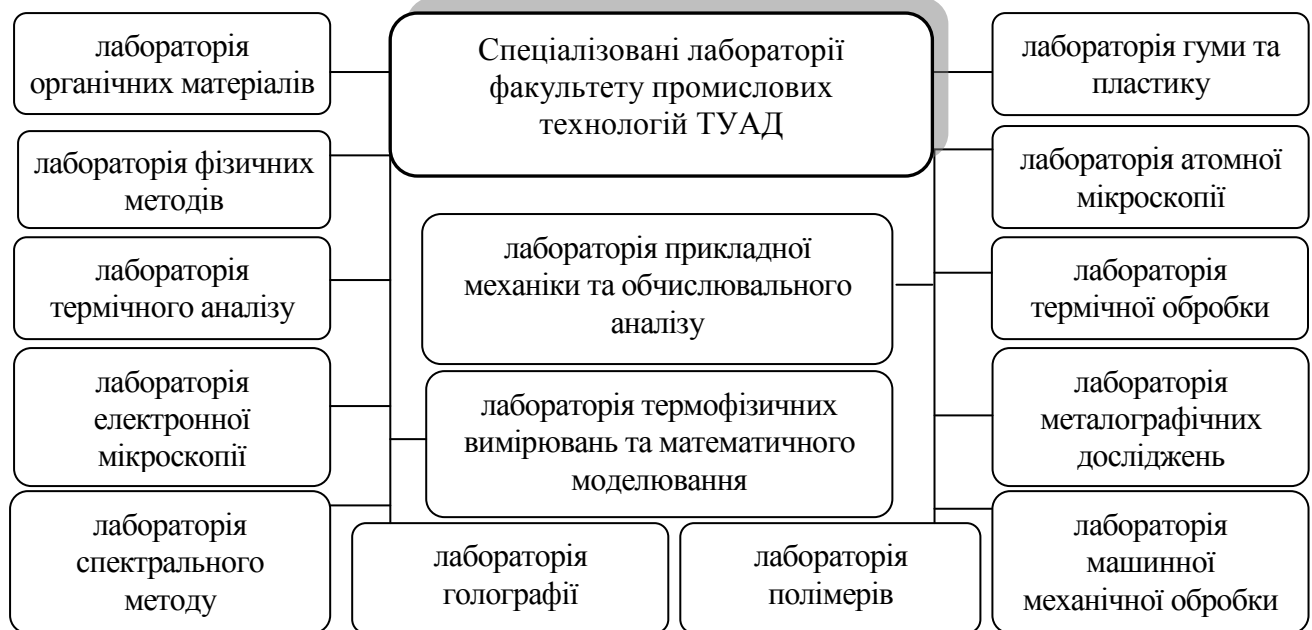 Спеціалізовані лабораторії
факультету промислових
технологій ТУАД
лабораторія
органічних матеріалів
лабораторія фізичних
методів
лабораторія
термічного аналізу
лабораторія
електронної
мікроскопії
лабораторія
спектрального
методу
лабораторія прикладної
механіки та обчислювального
аналізу
лабораторія термофізичних
вимірювань та математичного
моделювання
лабораторія
голографії
лабораторія
полімерів
лабораторія гуми та
пластику
лабораторія атомної
мікроскопії
лабораторія
термічної обробки
лабораторія
металографічних
досліджень
лабораторія
машинної
механічної обробки